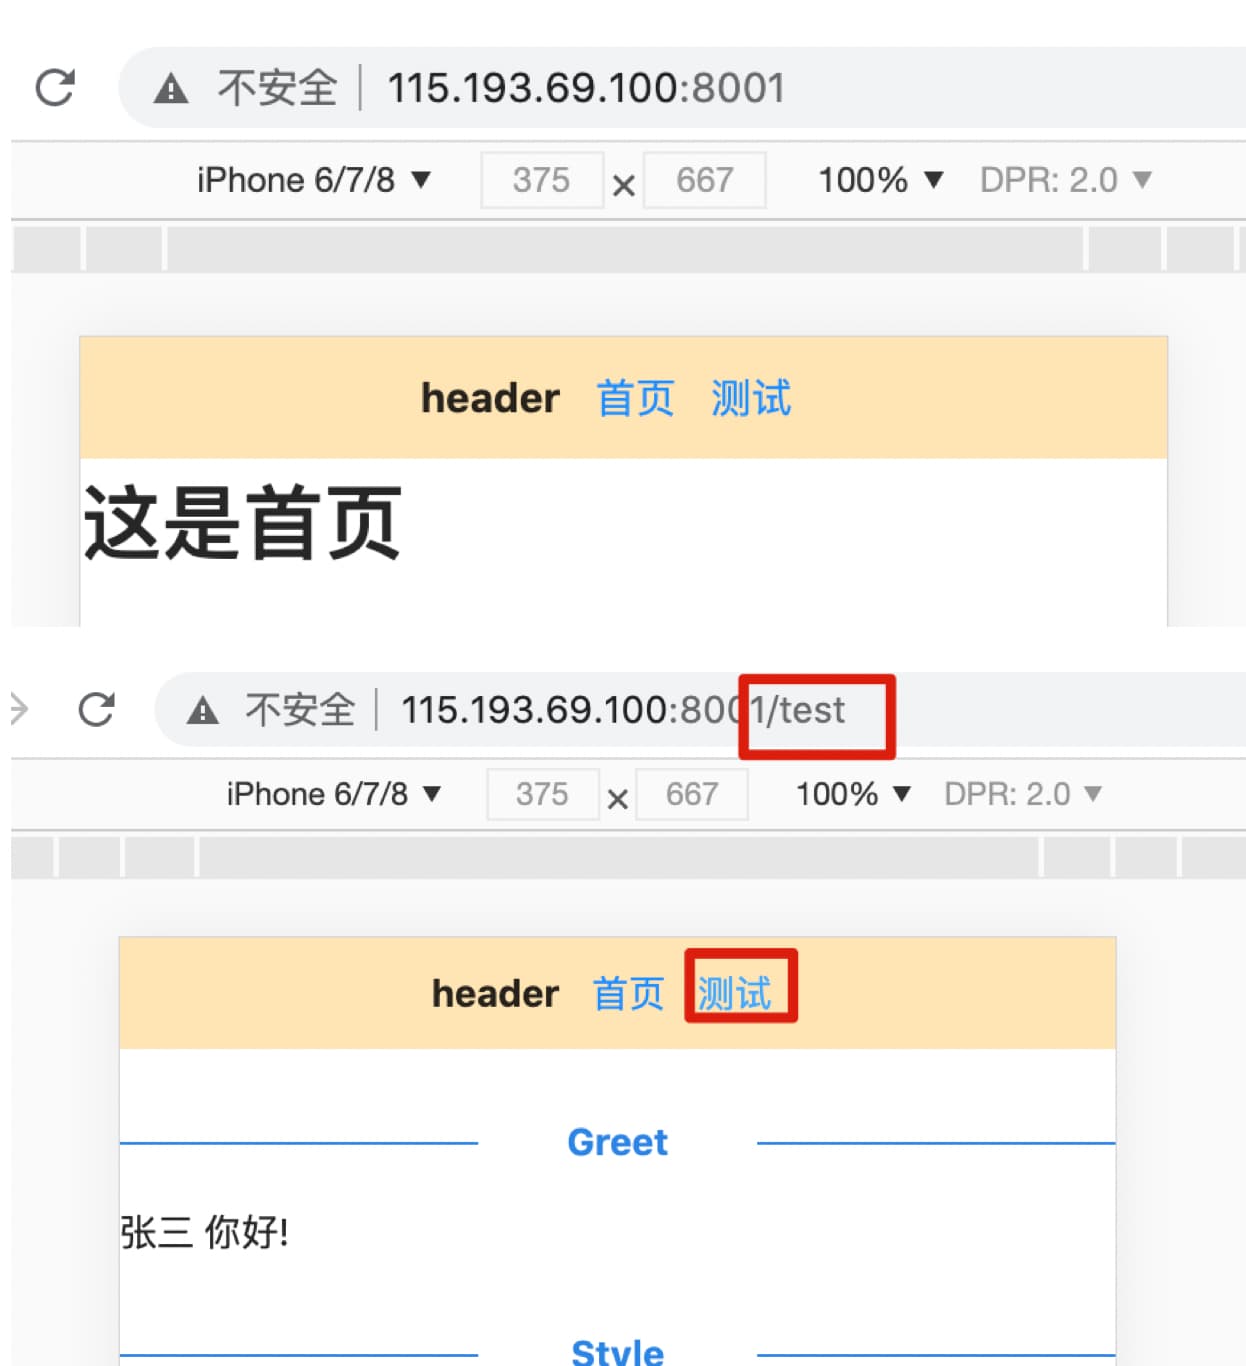 不安全 115.193.69.100:8001
iPhone 6/7/8 ▼ 375 × 667 100% ▼ DPR: 2.0 ▼
header 首页 测试
这是首页
不安全 115.193.69.100:8001/test
iPhone 6/7/8 ▼ 375 × 667 100% ▼ DPR: 2.0 ▼
header 首页 测试
Greet
张三 你好!
Style